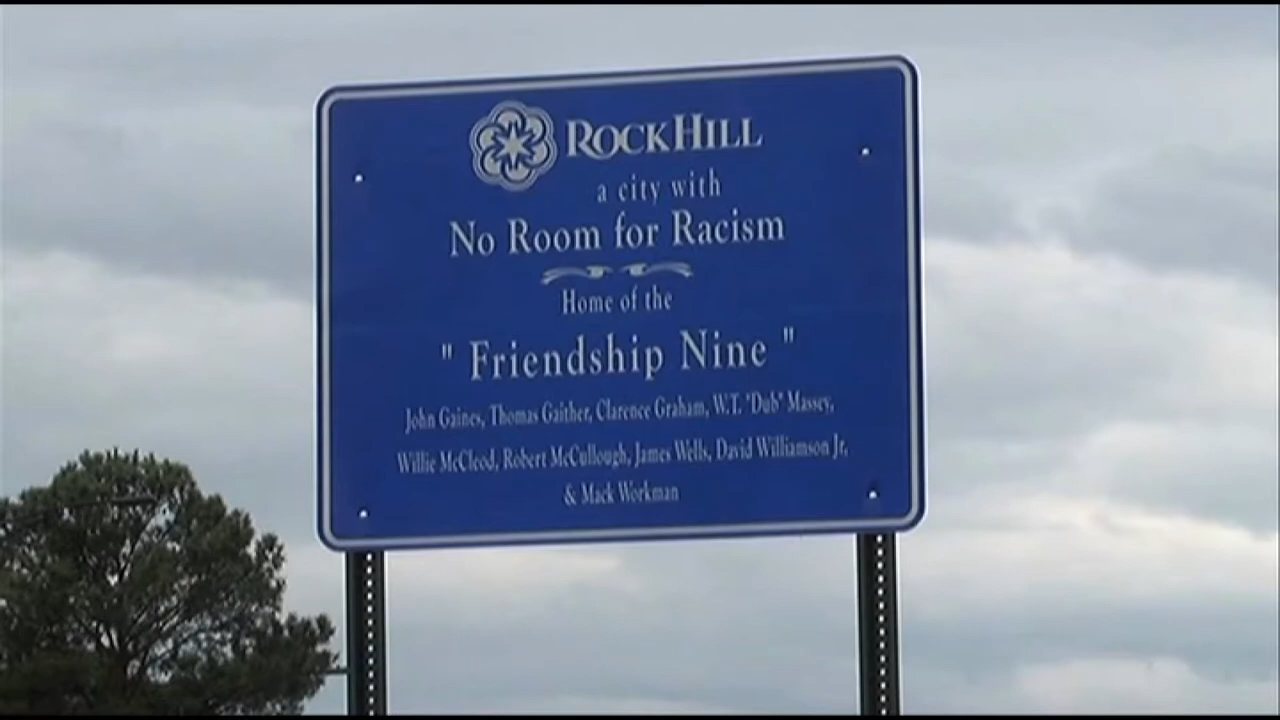 ROCKHILL
a city with
No Room for Racism
Home of the
" Friendship Nine "
John Gaines, Thomas Gaither, Clarence Graham, W.T. "Dub" Massey,
Willie McCleod, Robert McCullough, James Wells, David Williamson Jr,
& Mack Workman